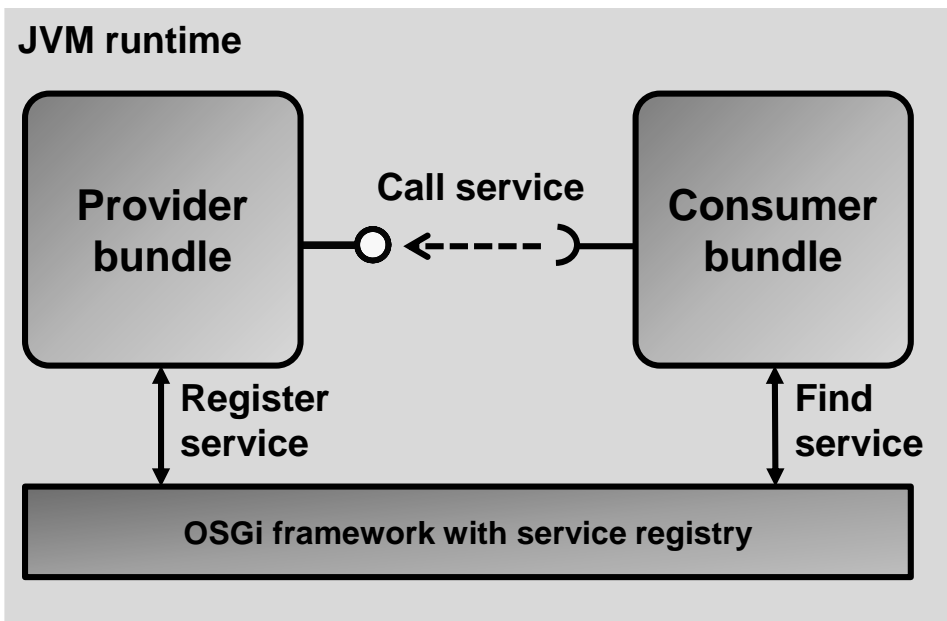 JVM runtime
Provider
bundle
Call service
Consumer
bundle
Register
service
Find
service
OSGi framework with service registry